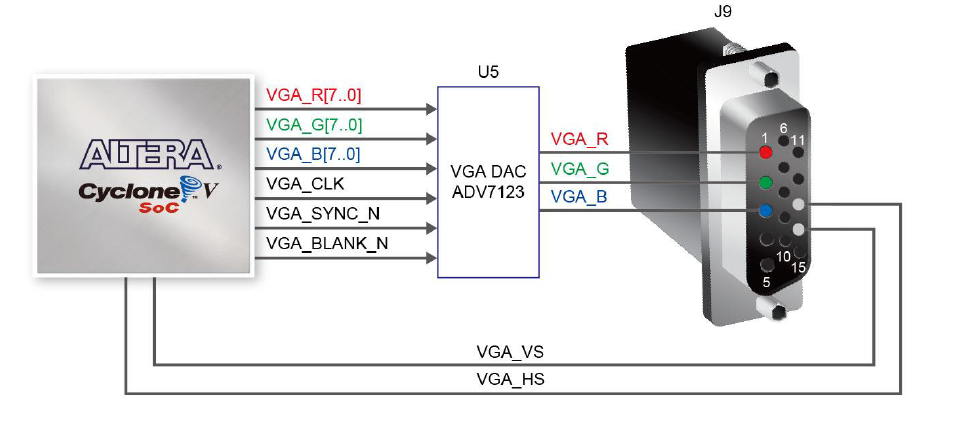 J9
U5
VGA_R[7..0]
VGA_G[7..0]
VGA_B[7..0]
VGA_CLK
VGA_SYNC_N
VGA_BLANK_N
ALTERA®
Cyclone™ V
SoC
VGA DAC
ADV7123
VGA_R
VGA_G
VGA_B
1
6
11
5
10
15
VGA_VS
VGA_HS